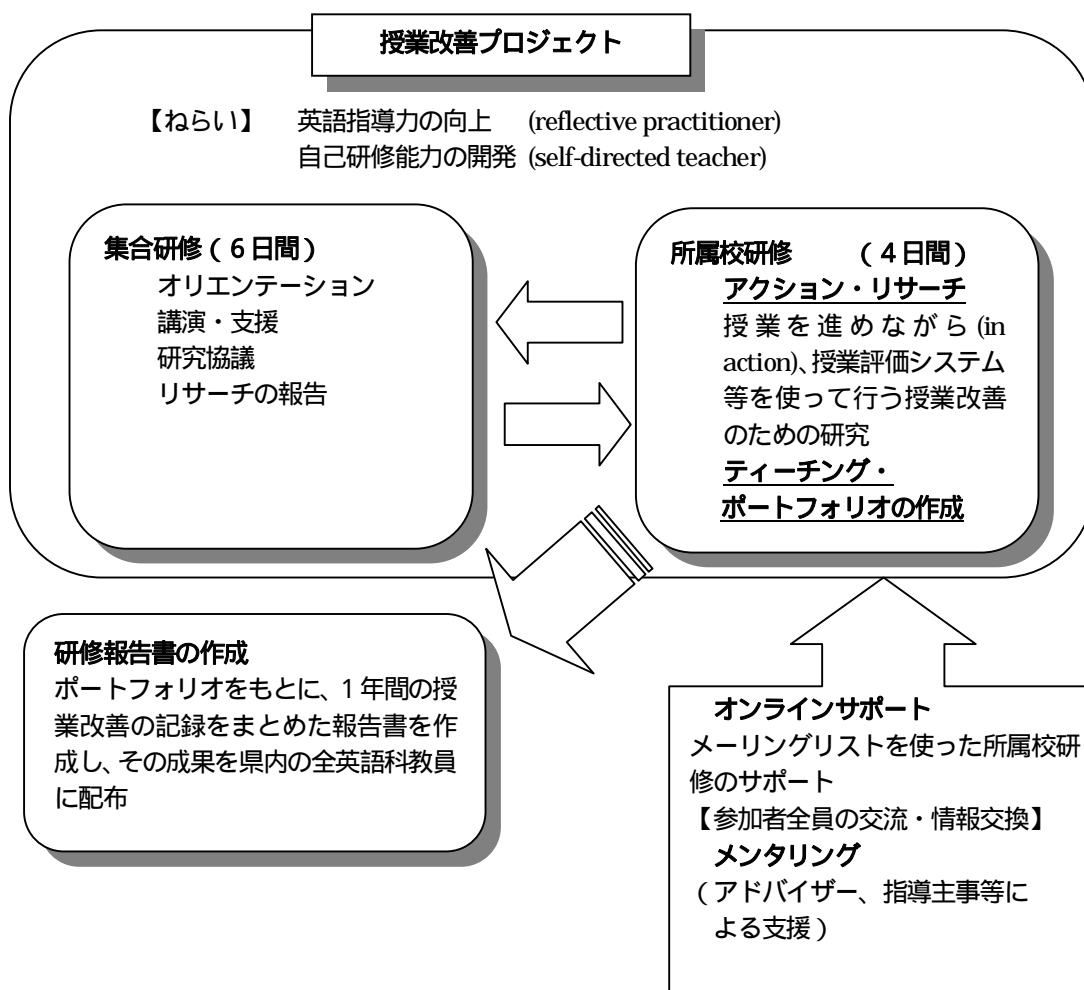 授業改善プロジェクト
【ねらい】 英語指導力の向上 (reflective practitioner)
自己研修能力の開発 (self-directed teacher)
集合研修（６日間）
オリエンテーション
講演・支援
研究協議
リサーチの報告
所属校研修 （４日間）
アクション・リサーチ
授業を進めながら(in
action)、授業評価システム
等を使って行う授業改善
のための研究
ティーチング・
ポートフォリオの作成
研修報告書の作成
ポートフォリオをもとに、１年間の授
業改善の記録をまとめた報告書を作
成し、その成果を県内の全英語科教員
に配布
オンラインサポート
メーリングリストを使った所属校研
修のサポート
【参加者全員の交流・情報交換】
メンタリング
（アドバイザー、指導主事等に
よる支援）